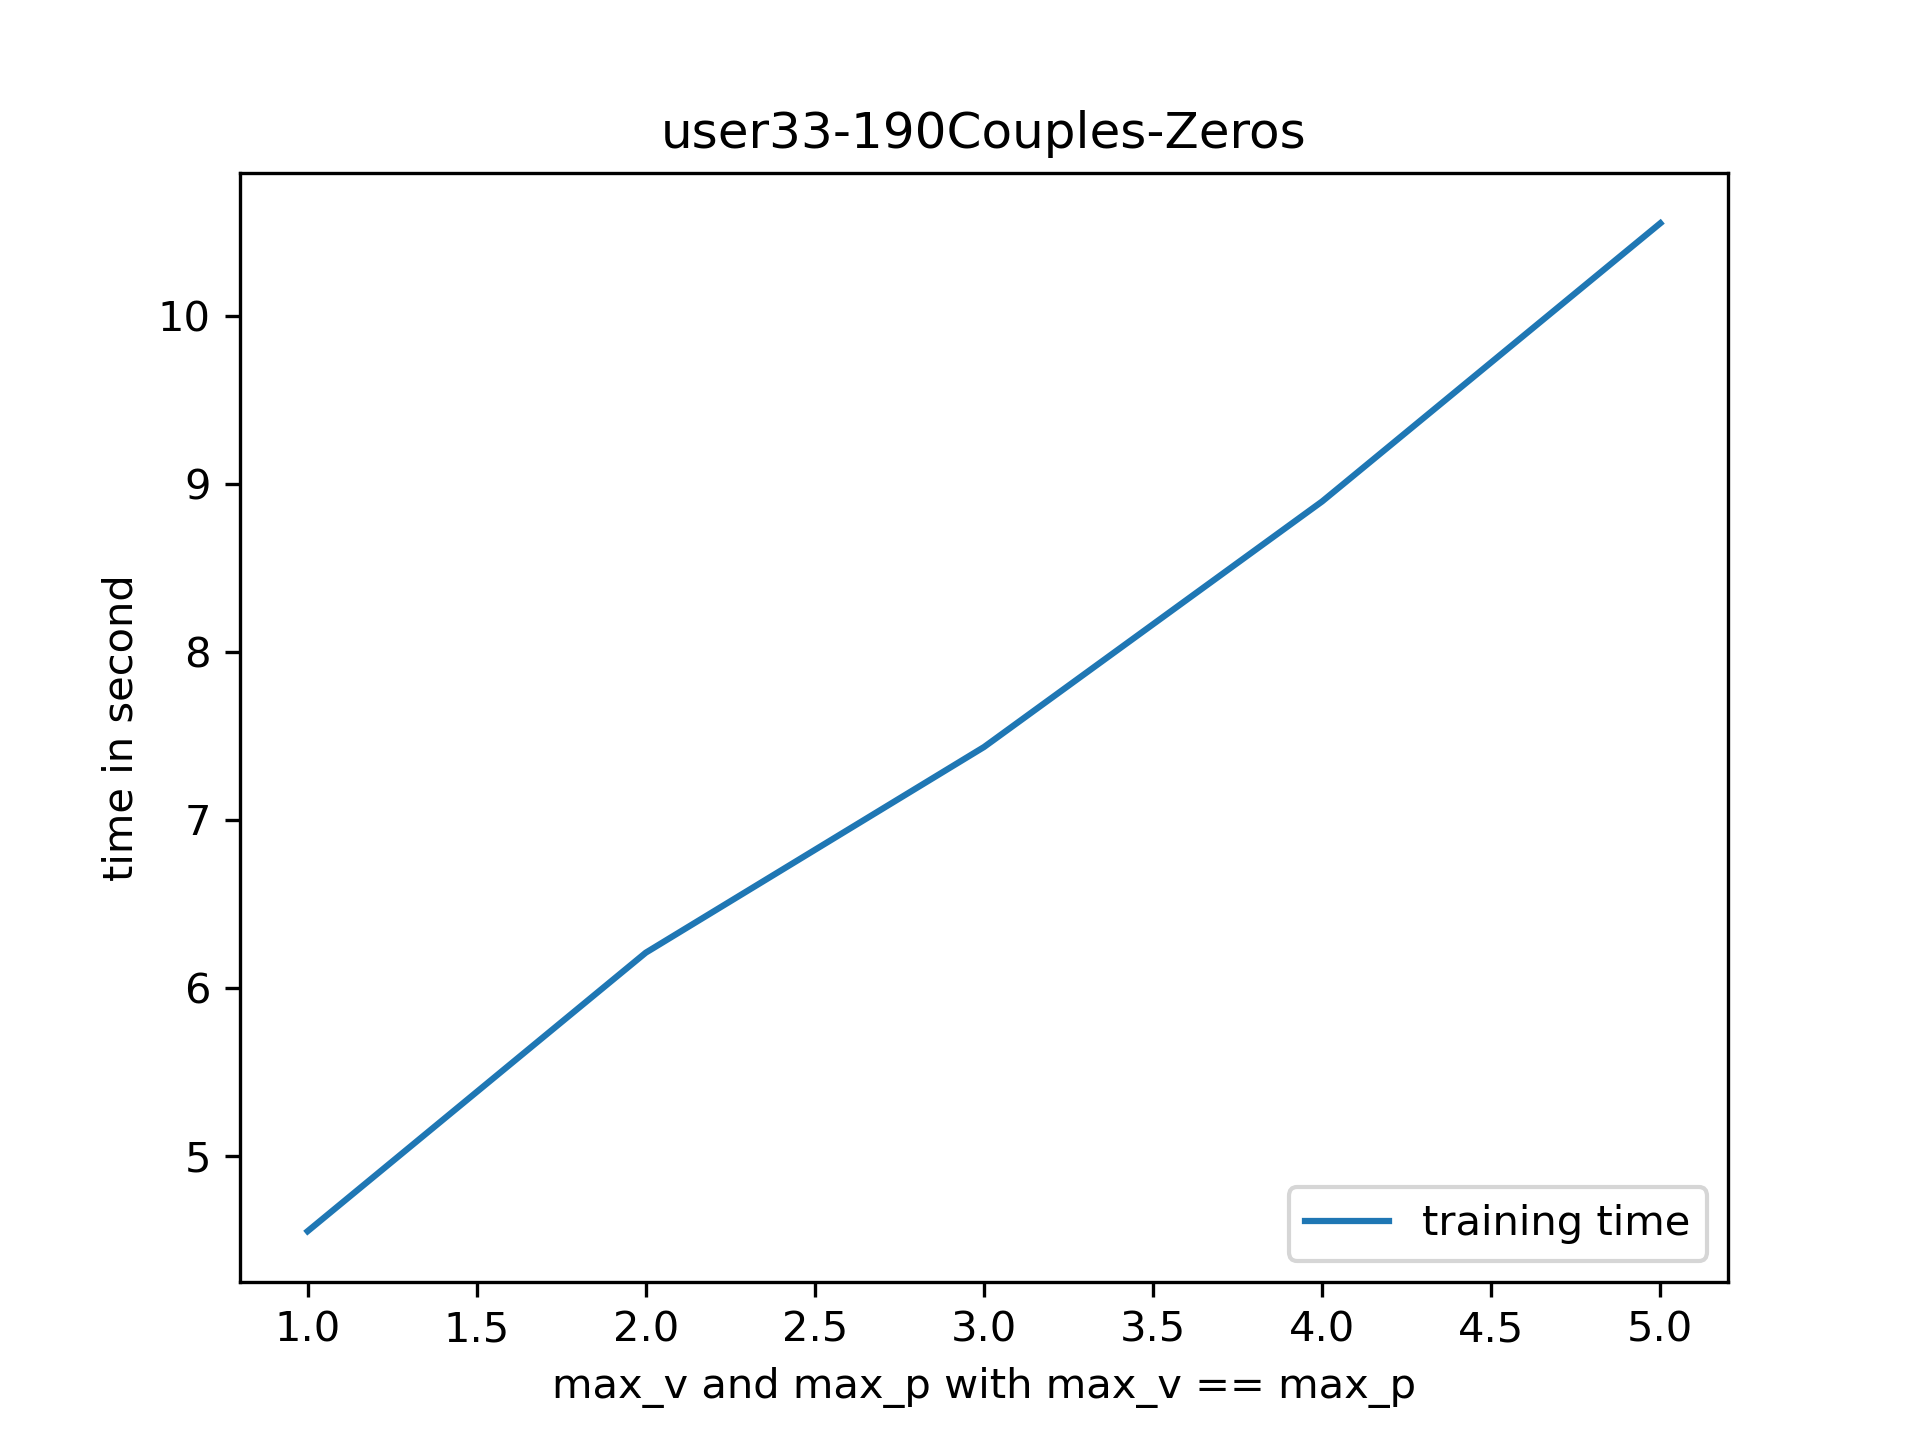 user33-190Couples-Zeros
time in second
10
9
8
7
6
5
training time
1.0 1.5 2.0 2.5 3.0 3.5 4.0 4.5 5.0
max_v and max_p with max_v == max_p